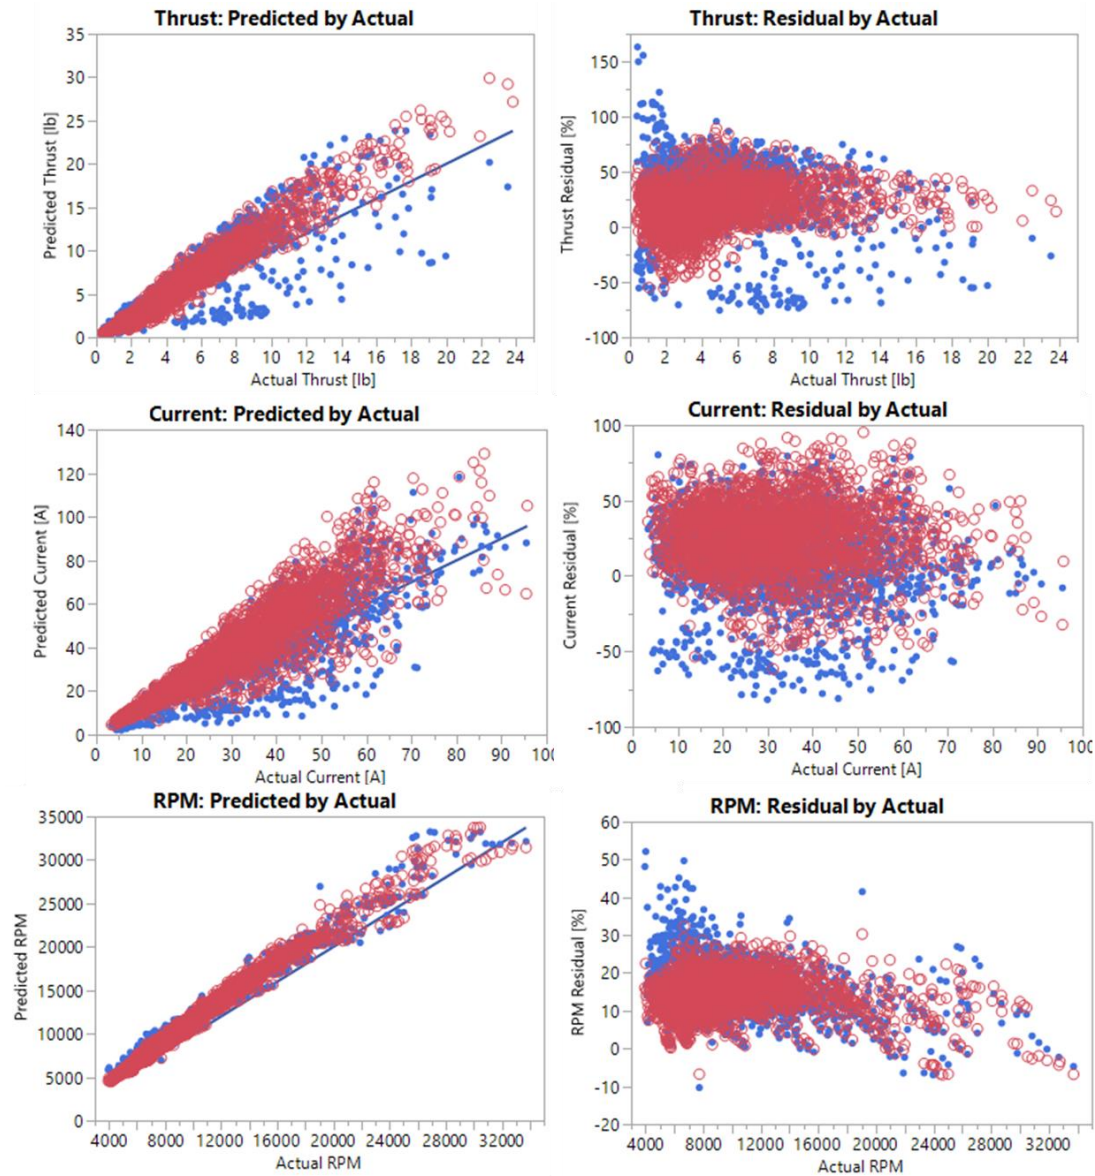 Thrust: Predicted by Actual
Predicted Thrust [lb]
35
30
25
20
15
10
5
0
0 2 4 6 8 10 12 14 16 18 20 22 24
Actual Thrust [lb]
Thrust: Residual by Actual
Thrust Residual [%]
150
100
50
0
-50
-100
0 2 4 6 8 10 12 14 16 18 20 22 24
Actual Thrust [lb]
Current: Predicted by Actual
Predicted Current [A]
140
120
100
80
60
40
20
0
0 10 20 30 40 50 60 70 80 90 100
Actual Current [A]
Current: Residual by Actual
Current Residual [%]
100
50
0
-50
-100
0 10 20 30 40 50 60 70 80 90 100
Actual Current [A]
RPM: Predicted by Actual
Predicted RPM
35000
30000
25000
20000
15000
10000
5000
0
4000 8000 12000 16000 20000 24000 28000 32000
Actual RPM
RPM: Residual by Actual
RPM Residual [%]
60
50
40
30
20
10
0
-10
-20
4000 8000 12000 16000 20000 24000 28000 32000
Actual RPM